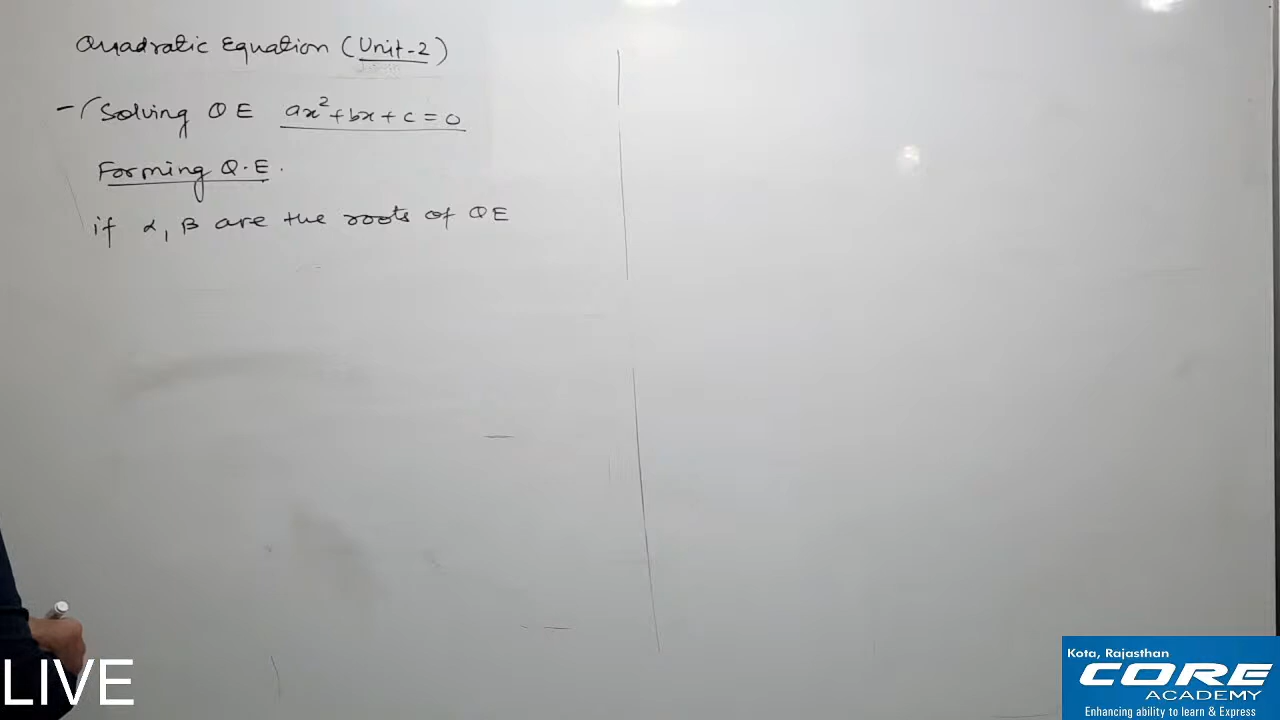 Quadratic Equation (Unit-2)
- Solving QE ax²+bx+c=0
Forming Q.E.
if α, β are the roots of QE
LIVE
Kota, Rajasthan
CORE
ACADEMY
Enhancing ability to learn & Express